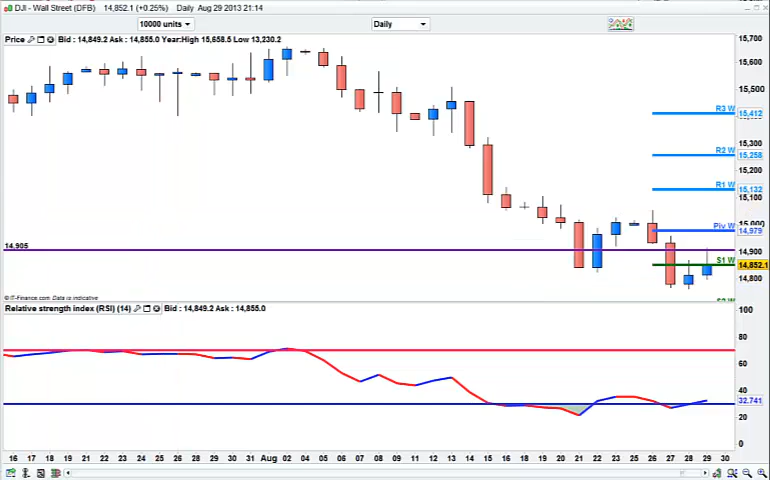 DJI - Wall Street (DFB) 14,852.1 (+0.25%) Daily Aug 29 2013 21:14
10000 units
Daily
Price Bid : 14,849.2 Ask : 14,855.0 Year:High 15,658.5 Low 13,230.2
15,700
15,600
15,500
R3 W
15,412
15,300
R2 W
15,258
R1 W
15,132
15,100
15,000
Piv W
14,979
14,905
14,900
S1 W
14,852.1
14,800
© IT-Finance.com Data is indicative
Relative strength index (RSI) (14) Bid : 14,849.2 Ask : 14,855.0
100
80
60
40
32.741
20
0
16 17 18 19 20 21 22 23 24 25 26 28 29 30 31 Aug 02 04 05 06 07 08 09 11 12 13 14 15 16 18 19 20 21 22 23 25 26 27 28 29 30